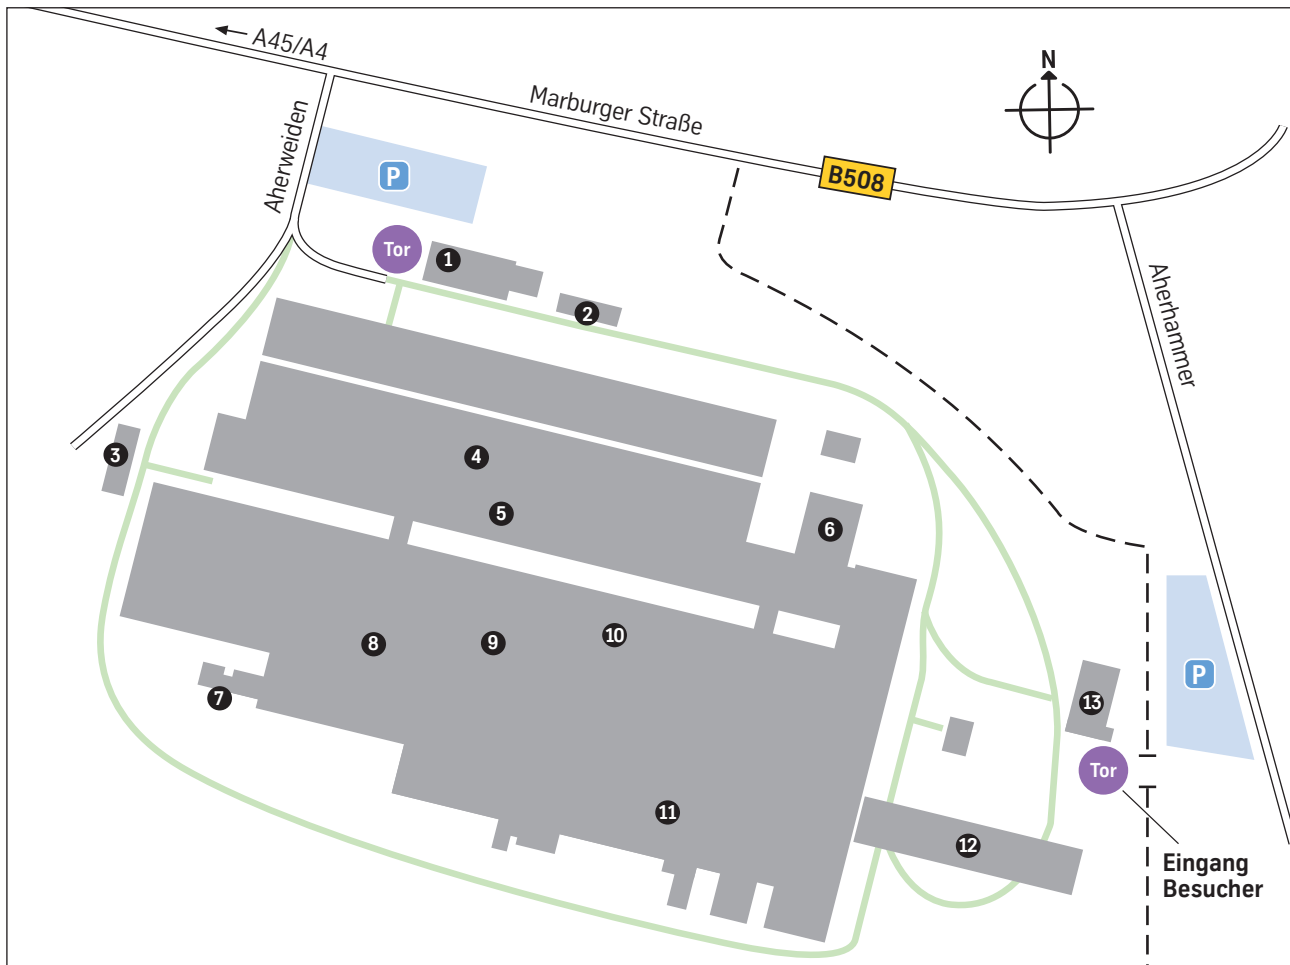 A45/A4
Marburger Straße
N
B508
Aherweiden
P
Tor
1
2
Aherhammer
3
4
5
6
7
8
9
10
P
13
Tor
11
12
Eingang
Besucher